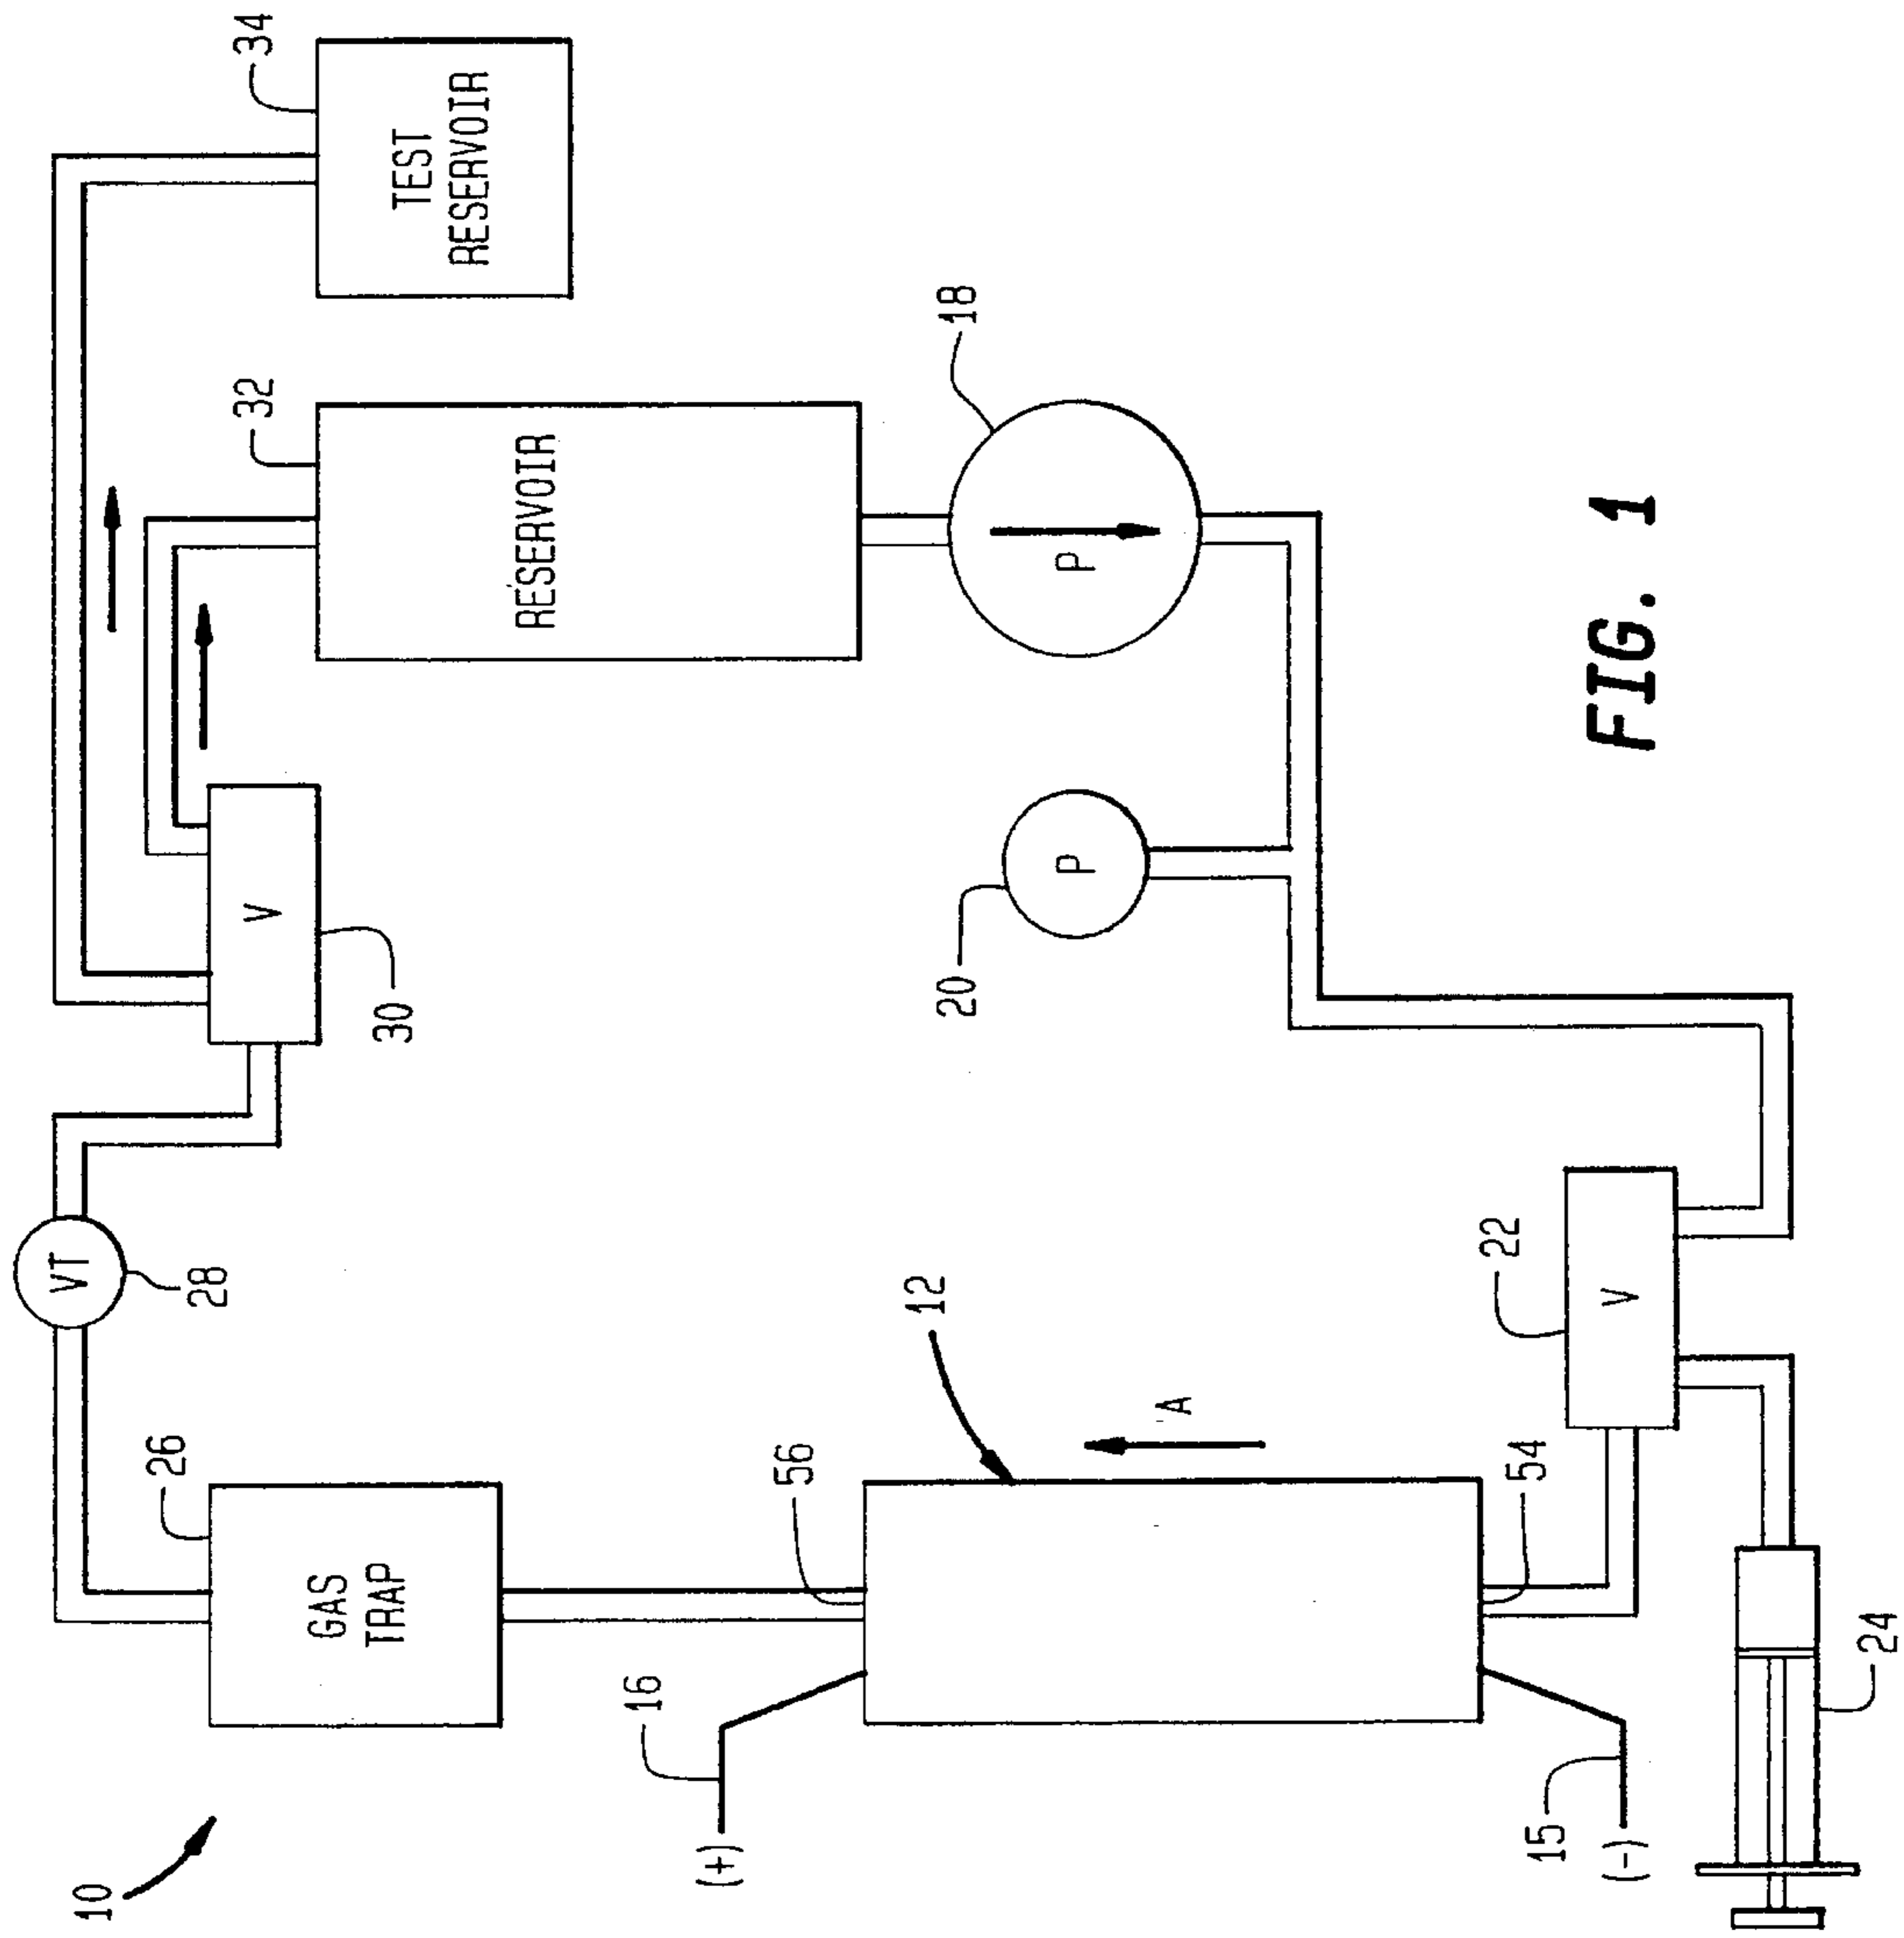 10
GAS
TRAP
26
VT
28
V
30
32
RESERVOIR
34
TEST
RESERVOIR
16
(+)
56
12
A
20
P
18
P
15
(-)
54
22
V
24
FIG. 1